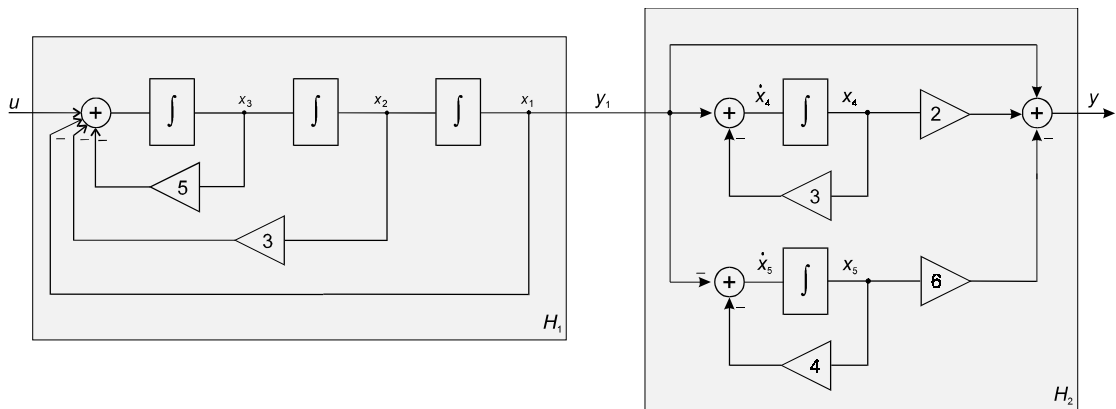 u
+
∫
x₃
∫
x₂
∫
x₁
− − −
5
3
H₁
y₁
+
−
ẋ₄
∫
x₄
2
3
+
−
y
−
+
−
ẋ₅
∫
x₅
6
4
H₂